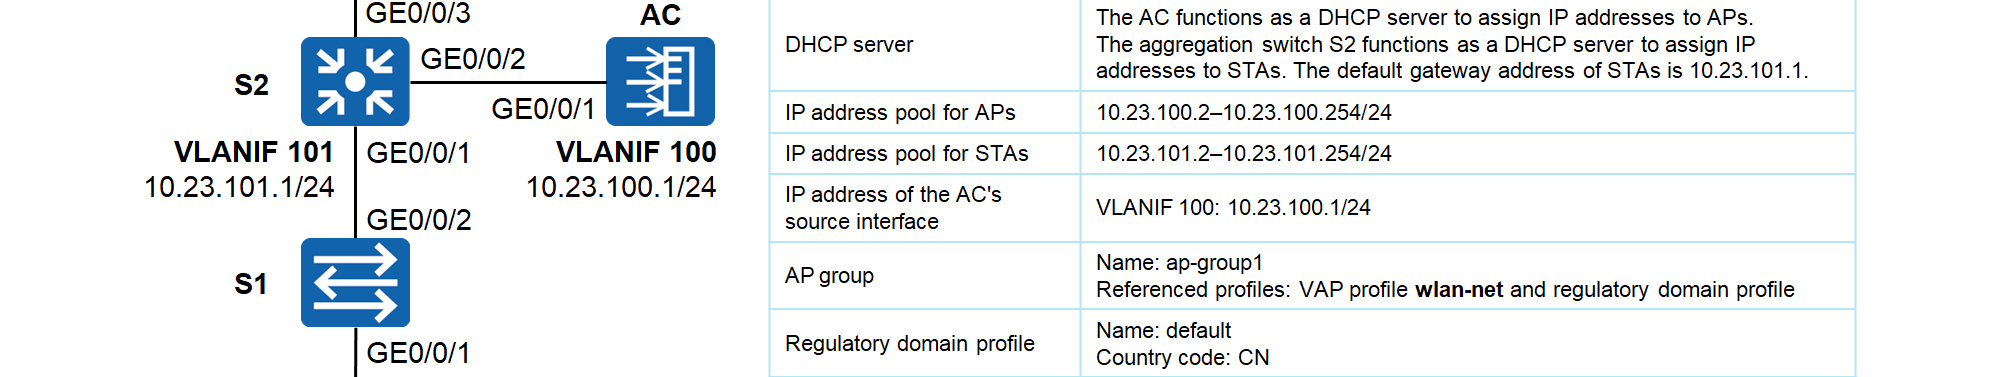 GE0/0/3
AC
S2
GE0/0/2
GE0/0/1
VLANIF 101
10.23.101.1/24
GE0/0/1
VLANIF 100
10.23.100.1/24
GE0/0/2
S1
GE0/0/1
DHCP server
The AC functions as a DHCP server to assign IP addresses to APs.
The aggregation switch S2 functions as a DHCP server to assign IP
addresses to STAs. The default gateway address of STAs is 10.23.101.1.
IP address pool for APs
10.23.100.2–10.23.100.254/24
IP address pool for STAs
10.23.101.2–10.23.101.254/24
IP address of the AC's
source interface
VLANIF 100: 10.23.100.1/24
AP group
Name: ap-group1
Referenced profiles: VAP profile wlan-net and regulatory domain profile
Regulatory domain profile
Name: default
Country code: CN